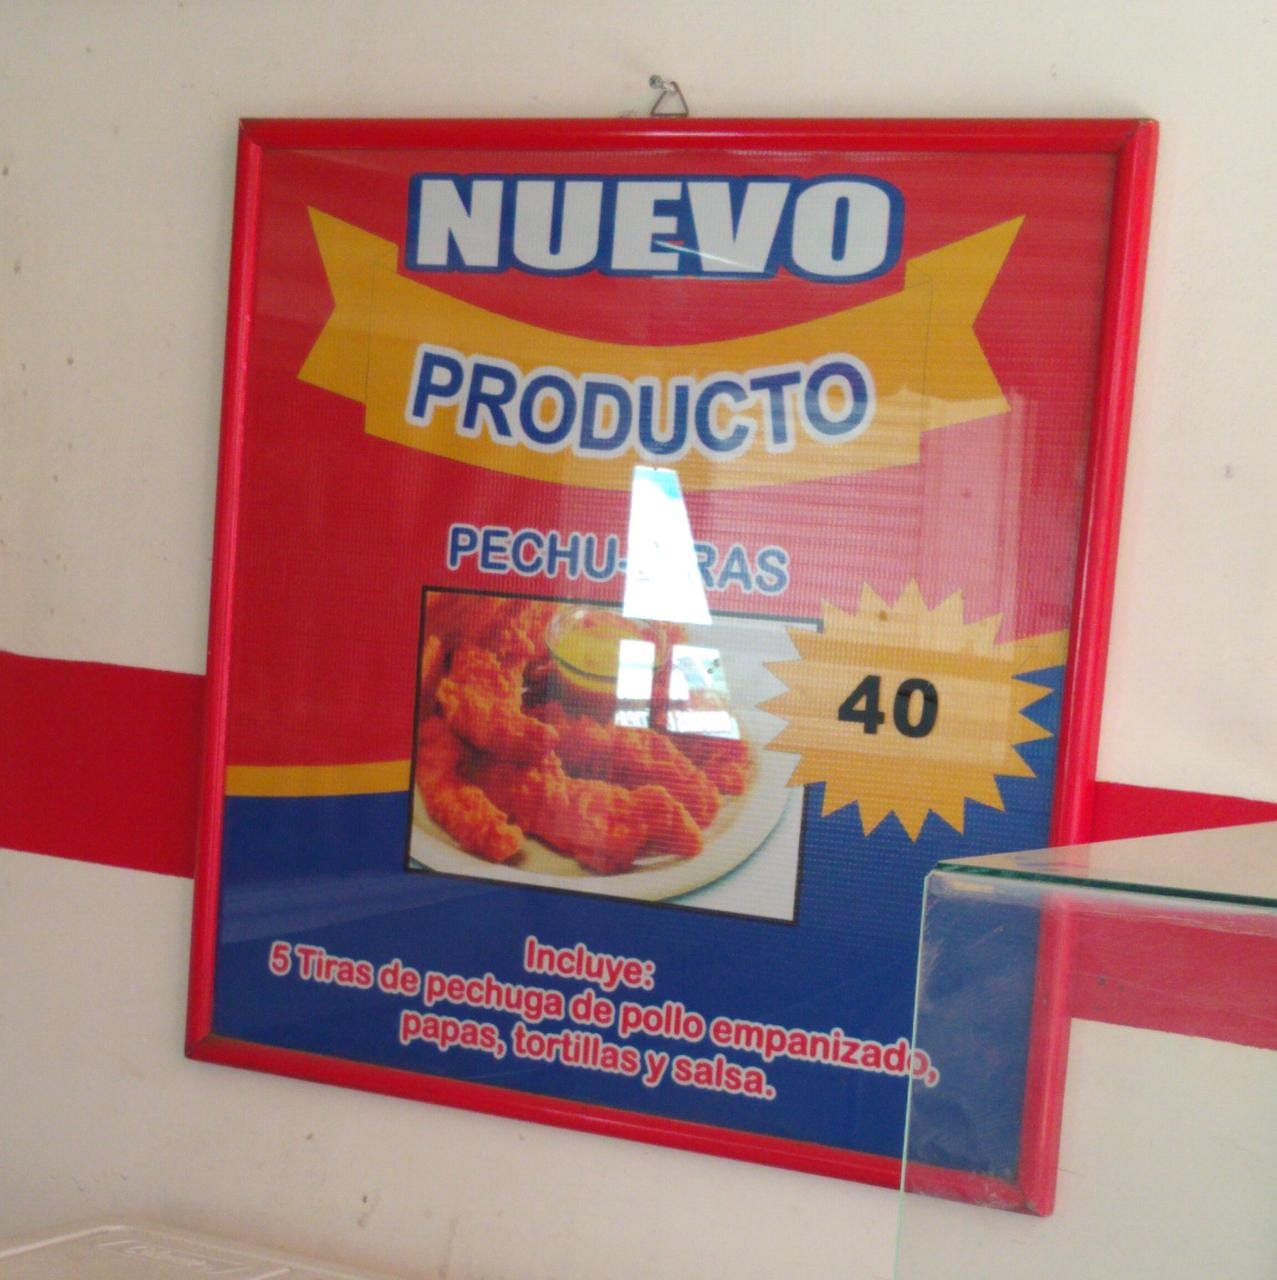 NUEVO
PRODUCTO
40
Incluye:
5 Tiras de pechuga de pollo empanizado,
papas, tortillas y salsa.